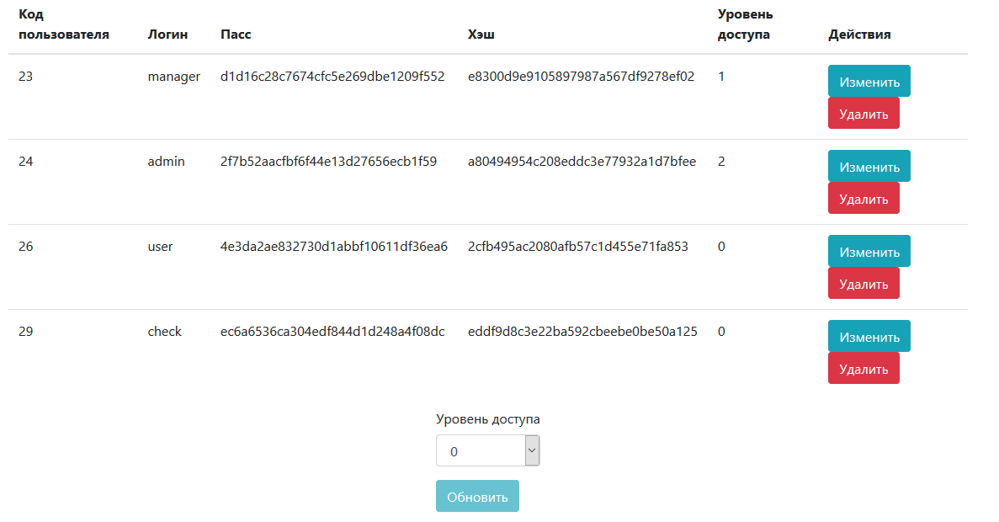 Код пользователя Логин Пасс Хэш Уровень доступа Действия
23 manager d1d16c28c7674cfc5e269dbe1209f552 e8300d9e9105897987a567df9278ef02 1 Изменить
Удалить
24 admin 2f7b52aacfbf6f44e13d27656ecb1f59 a80494954c208eddc3e77932a1d7bfee 2 Изменить
Удалить
26 user 4e3da2ae832730d1abbf10611df36ea6 2cfb495ac2080afb57c1d455e71fa853 0 Изменить
Удалить
29 check ec6a6536ca304edf844d1d248a4f08dc eddf9d8c3e22ba592cbeebe0be50a125 0 Изменить
Удалить
Уровень доступа
0
Обновить